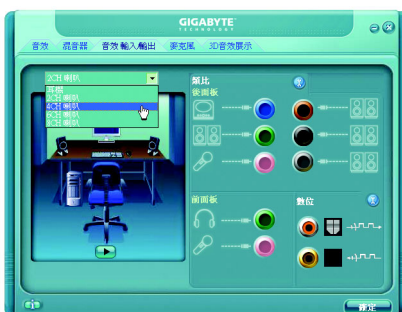 GIGABYTE
TECHNOLOGY
音效 混音器 音效輸入/輸出 麥克風 3D音效展示
2CH 喇叭
耳機
2CH 喇叭
4CH 喇叭
6CH 喇叭
8CH 喇叭
類比
後面板
前面板
數位
確定